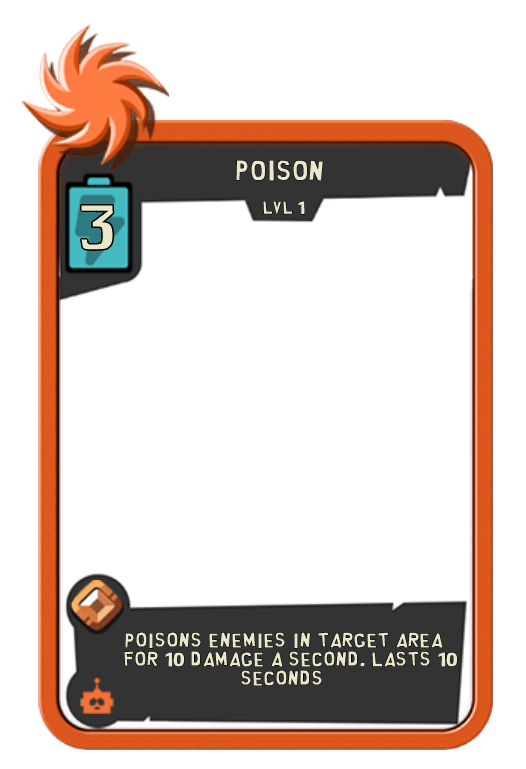 POISON
LVL 1
3
POISONS ENEMIES IN TARGET AREA
FOR 10 DAMAGE A SECOND. LASTS 10
SECONDS